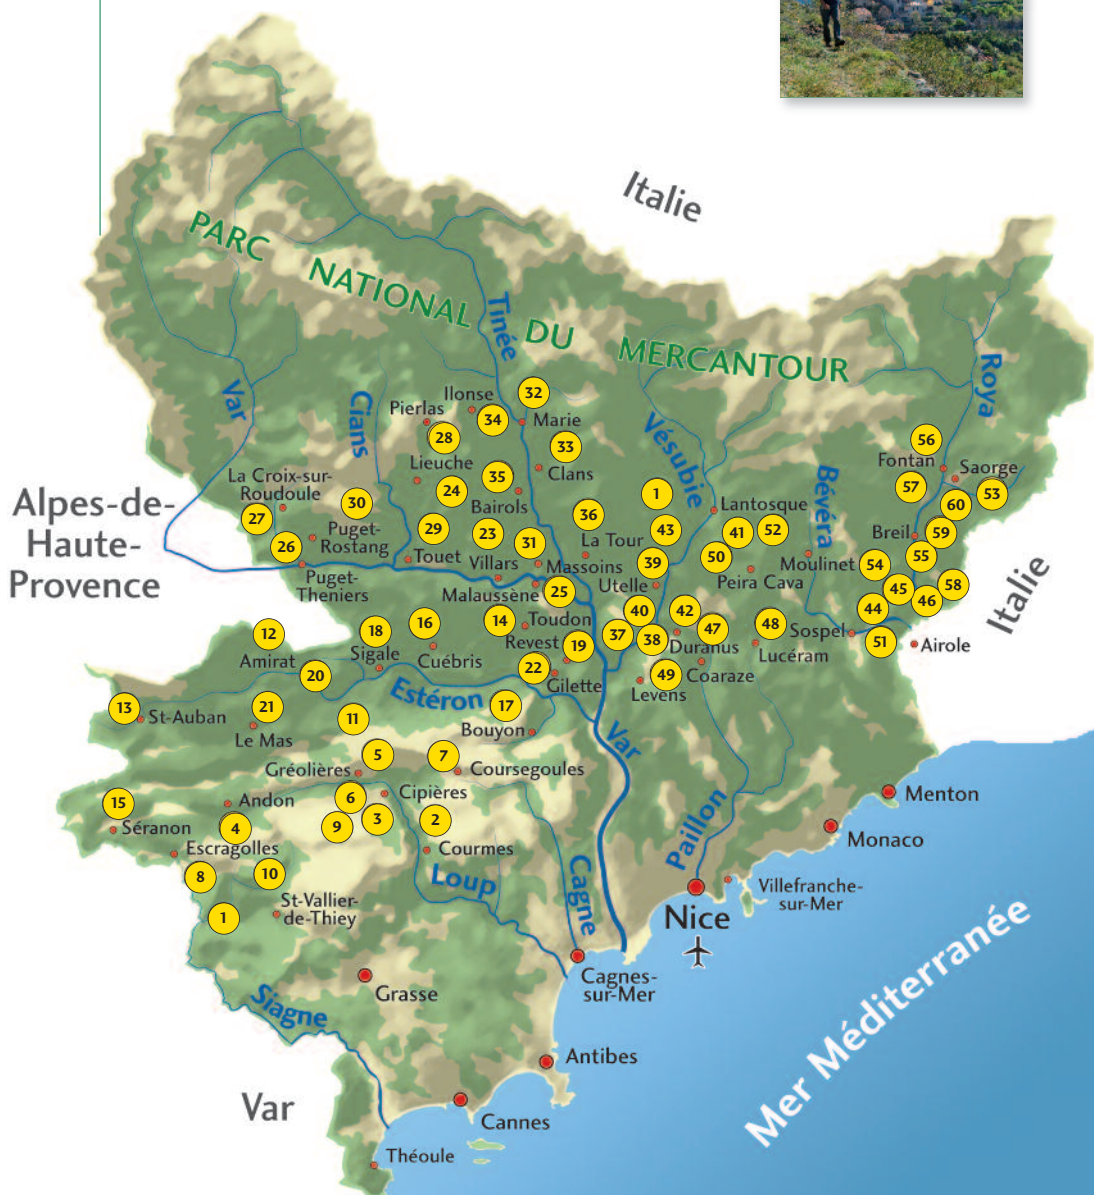 Italie
PARC NATIONAL DU MERCANTOUR
Tinée
Var
Cians
Vésubie
Bévéra
Roya
32
Ilonse
Pierlas
34
Marie
28
33
56
Lieuche
Clans
Fontan
Saorge
La Croix-sur-
Roudoule
35
24
Bairols
1
57
53
Alpes-de-
Haute-
Provence
30
27
36
Lantosque
60
29
23
31
La Tour
43
41
52
Breil
59
26
Puget-
Rostang
Touet
Villars
Massoins
39
50
Peira Cava
Moulinet
54
55
Puget-
Theniers
Malaussène
25
Utelle
45
58
Italie
12
18
16
14
Toudon
40
42
44
46
Amirat
Sigale
Cuébris
Revest
19
37
38
47
48
Sospel
51
Airole
20
22
Gilette
Duranus
Lucéram
49
Coaraze
Levens
13
St-Auban
21
Le Mas
11
Estéron
17
Bouyon
Var
5
7
Gréolières
Coursegoules
15
Andon
6
Cipières
Menton
Séranon
4
9
3
2
Monaco
Escragolles
Courmes
Paillon
8
10
Loup
Cagne
Villefranche-
sur-Mer
1
St-Vallier-
de-Thiey
Nice
Grasse
Cagnes-
sur-Mer
Siagne
Mer Méditerranée
Antibes
Var
Cannes
Théoule